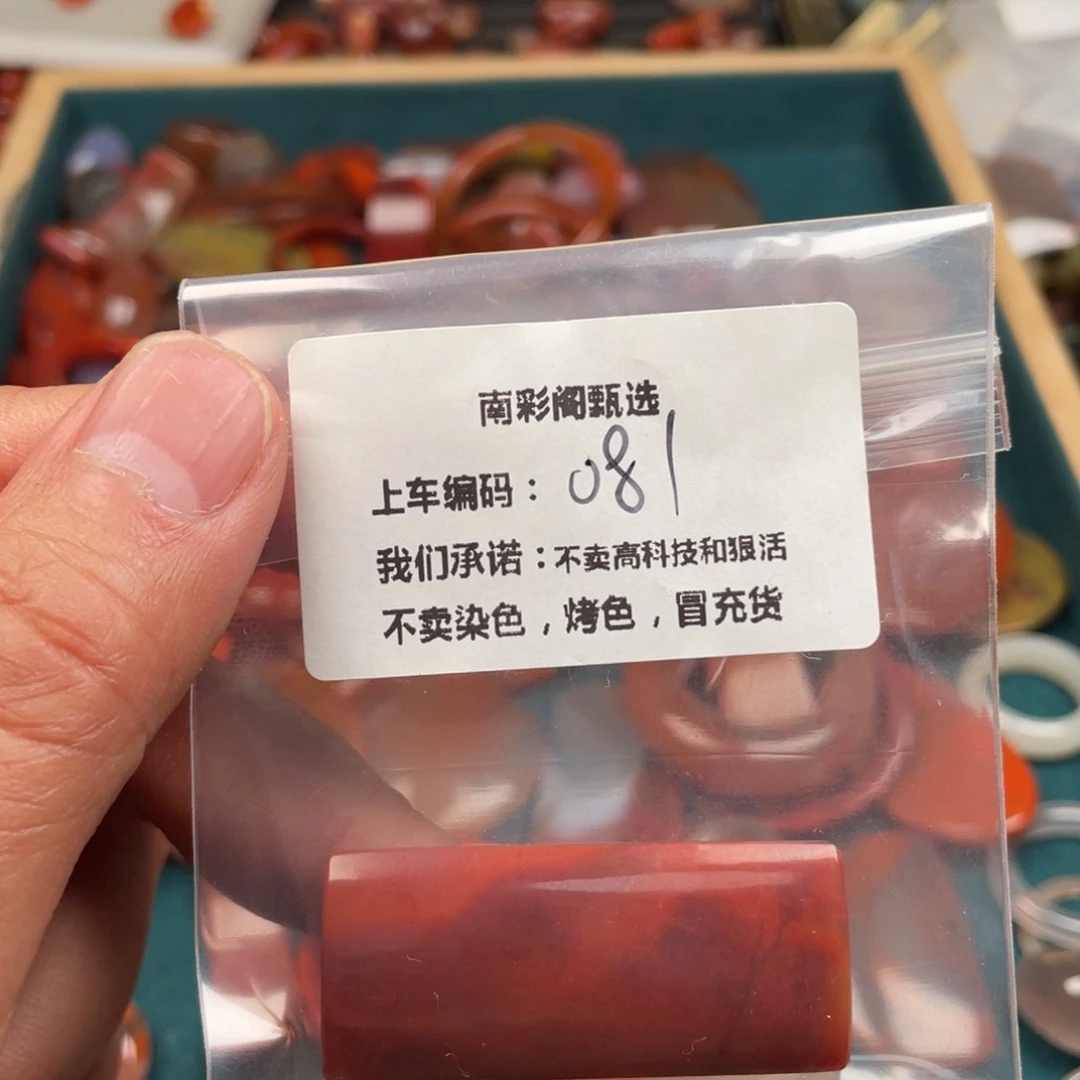 南彩阁甄选
上车编码：081
我们承诺：不卖高科技和狠活
不卖染色，烤色，冒充货